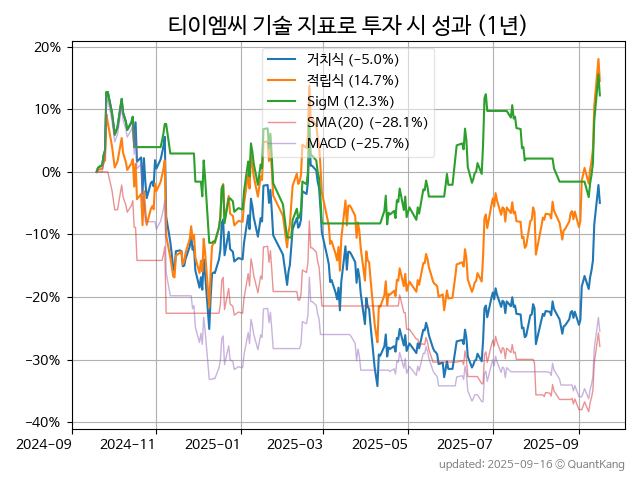 티이엠씨 기술 지표로 투자 시 성과 (1년)
20%
10%
0%
−10%
−20%
−30%
−40%
거치식 (−5.0%)
적립식 (14.7%)
SigM (12.3%)
SMA(20) (−28.1%)
MACD (−25.7%)
2024-09
2024-11
2025-01
2025-03
2025-05
2025-07
2025-09
updated: 2025-09-16 © QuantKang